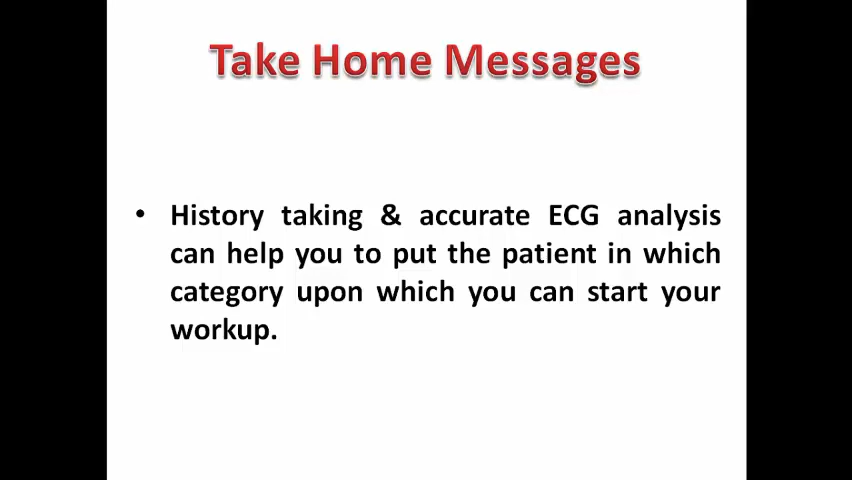 Take Home Messages
• History taking & accurate ECG analysis
can help you to put the patient in which
category upon which you can start your
workup.